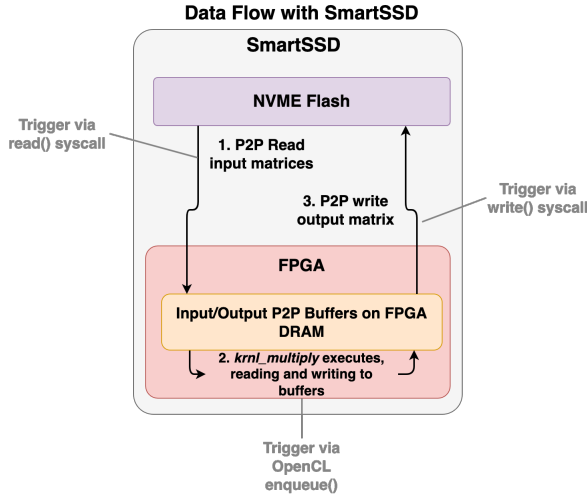 Data Flow with SmartSSD
SmartSSD
NVME Flash
Trigger via
read() syscall
1. P2P Read
input matrices
3. P2P write
output matrix
Trigger via
write() syscall
FPGA
Input/Output P2P Buffers on FPGA
DRAM
2. krnl_multiply executes,
reading and writing to
buffers
Trigger via
OpenCL
enqueue()